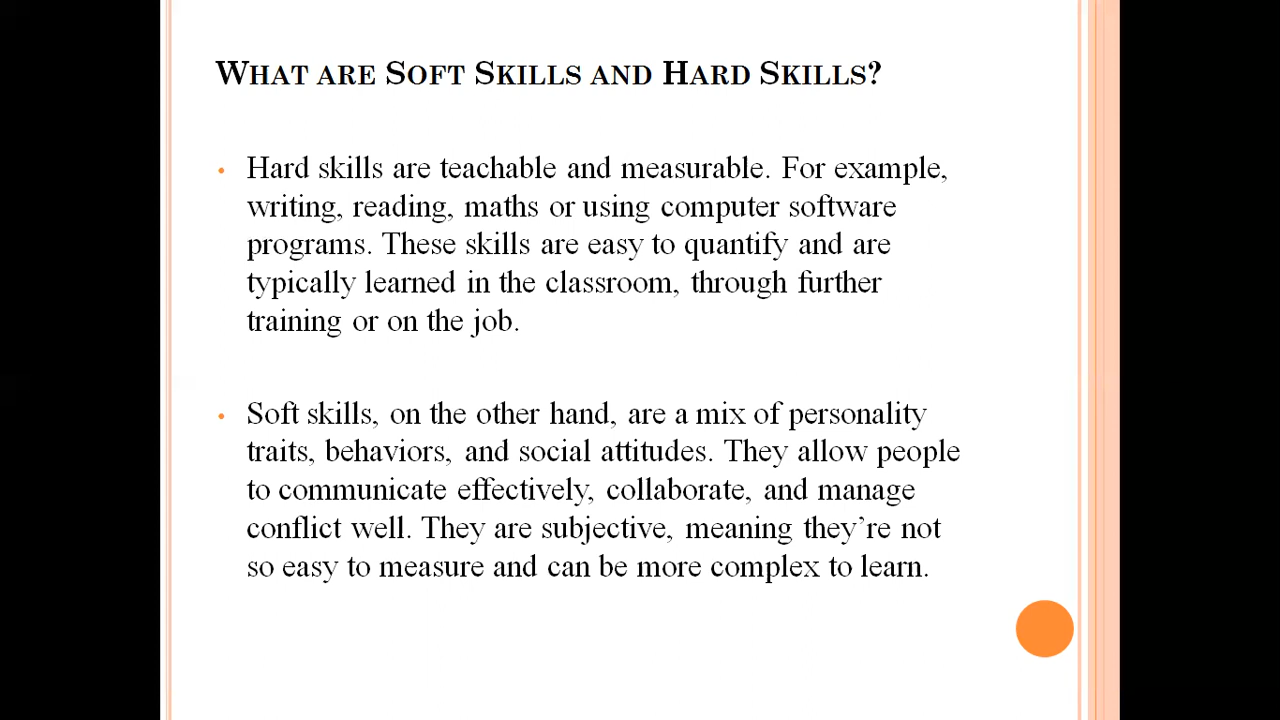 What are Soft Skills and Hard Skills?
• Hard skills are teachable and measurable. For example,
writing, reading, maths or using computer software
programs. These skills are easy to quantify and are
typically learned in the classroom, through further
training or on the job.
• Soft skills, on the other hand, are a mix of personality
traits, behaviors, and social attitudes. They allow people
to communicate effectively, collaborate, and manage
conflict well. They are subjective, meaning they’re not
so easy to measure and can be more complex to learn.